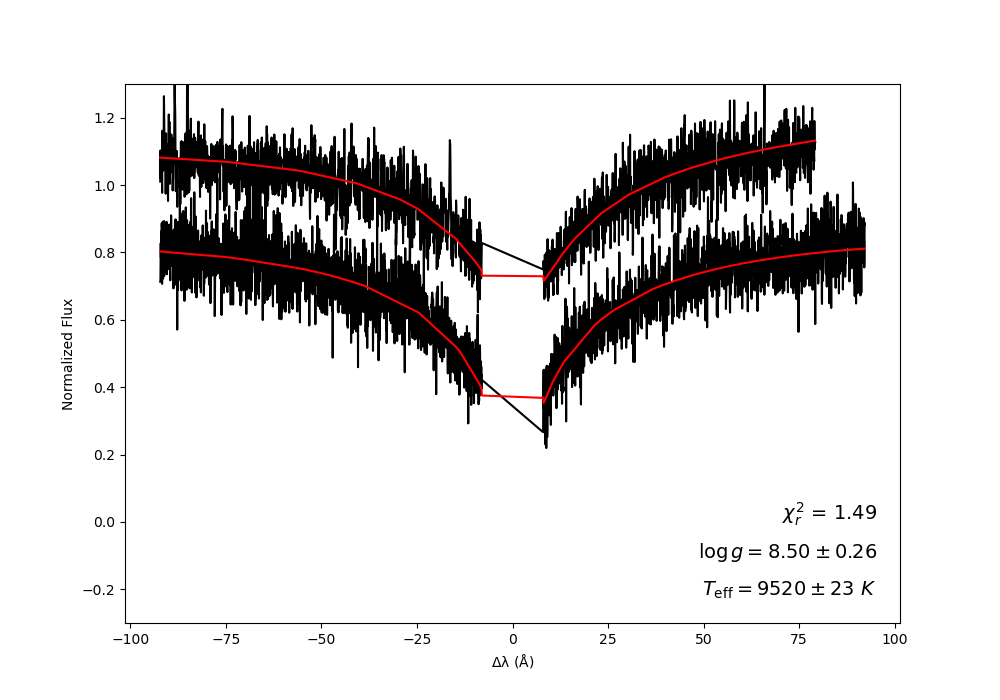 1.2
1.0
0.8
0.6
0.4
0.2
0.0
−0.2
Normalized Flux
χ_r^2 = 1.49
log g = 8.50 ± 0.26
T_eff = 9520 ± 23 K
−100 −75 −50 −25 0 25 50 75 100
Δλ (Å)